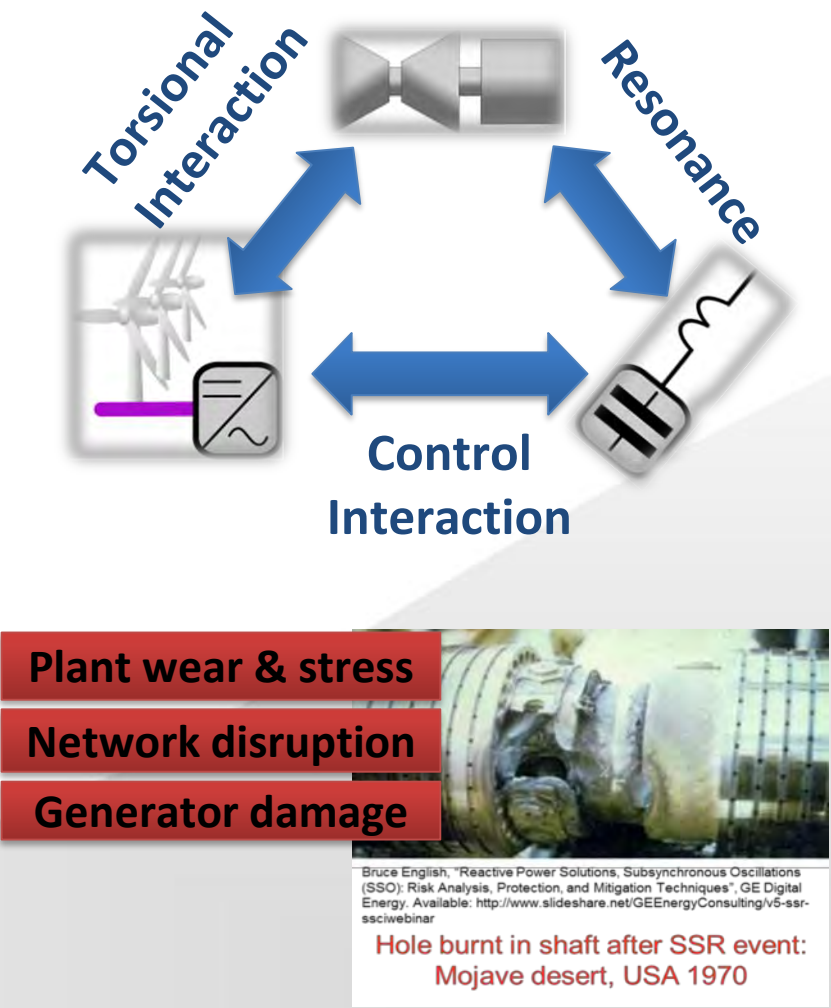 Torsional
Interaction
Resonance
Control
Interaction
Plant wear & stress
Network disruption
Generator damage
Bruce English, "Reactive Power Solutions, Subsynchronous Oscillations
(SSO): Risk Analysis, Protection, and Mitigation Techniques", GE Digital
Energy. Available: http://www.slideshare.net/GEEnergyConsulting/v5-ssr-
ssciwebinar
Hole burnt in shaft after SSR event:
Mojave desert, USA 1970